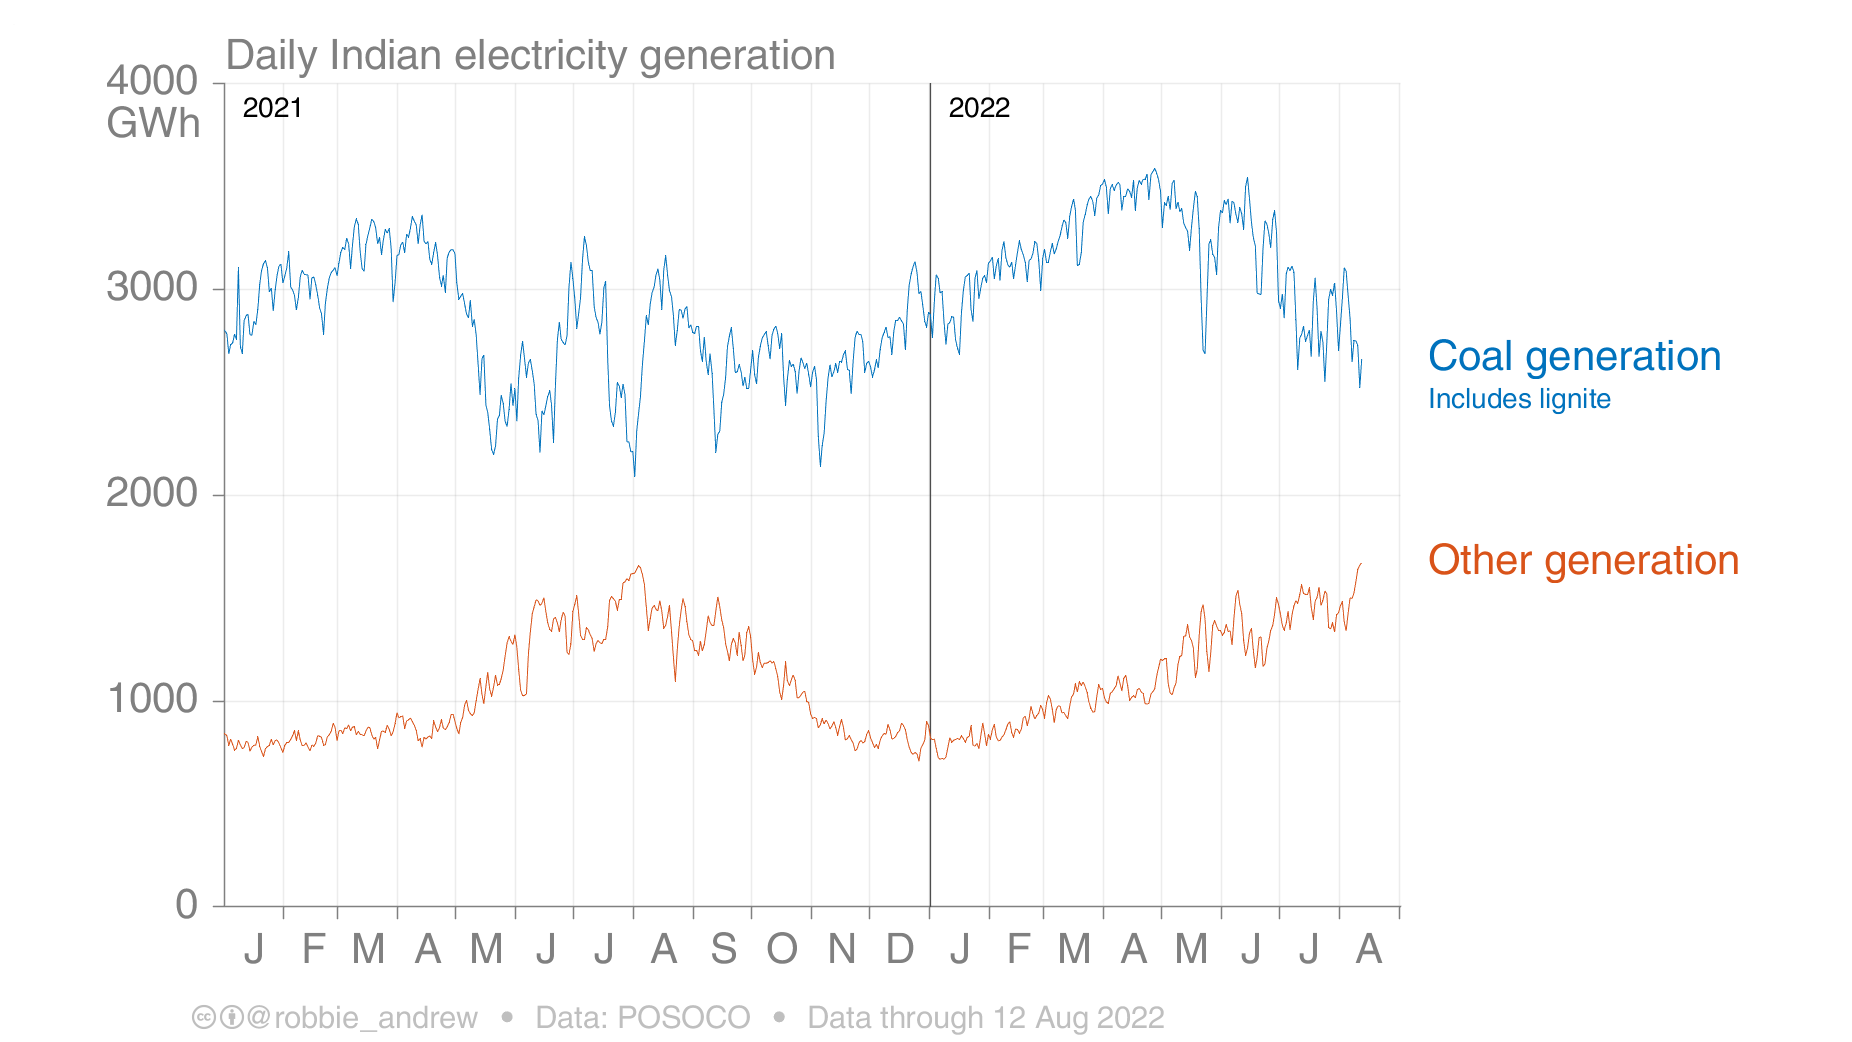 Daily Indian electricity generation
4000
GWh
2021
2022
3000
2000
1000
0
Coal generation
Includes lignite
Other generation
J F M A M J J A S O N D J F M A M J J A
cc @robbie_andrew • Data: POSOCO • Data through 12 Aug 2022